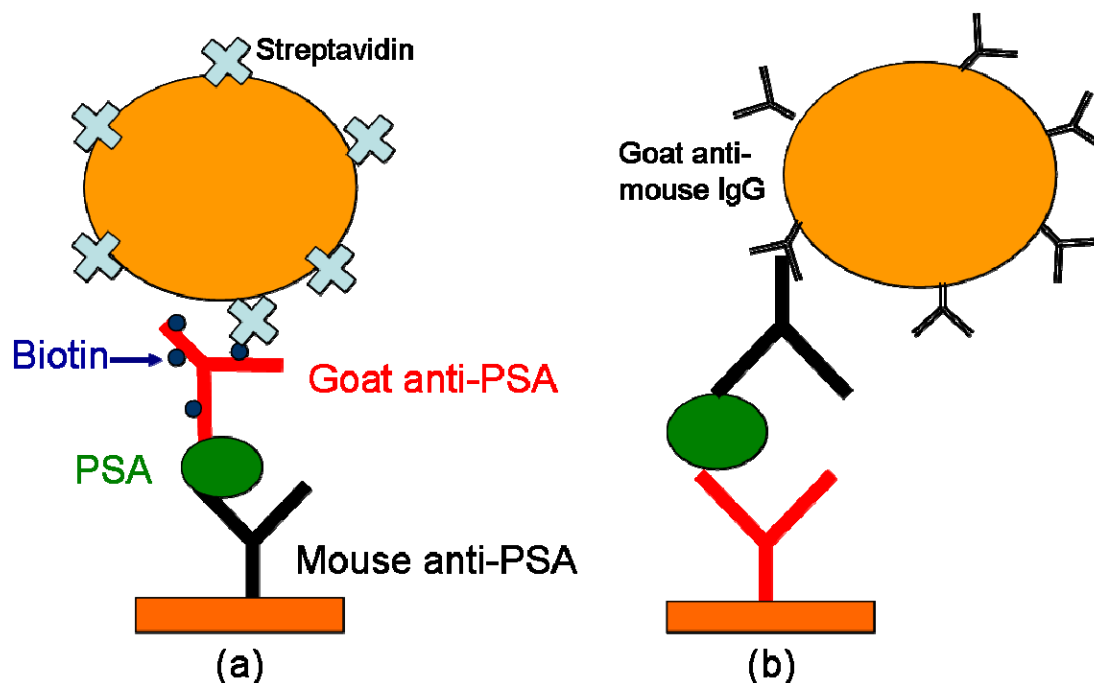 Streptavidin
Goat anti-
mouse IgG
Biotin
Goat anti-PSA
PSA
Mouse anti-PSA
(a)
(b)